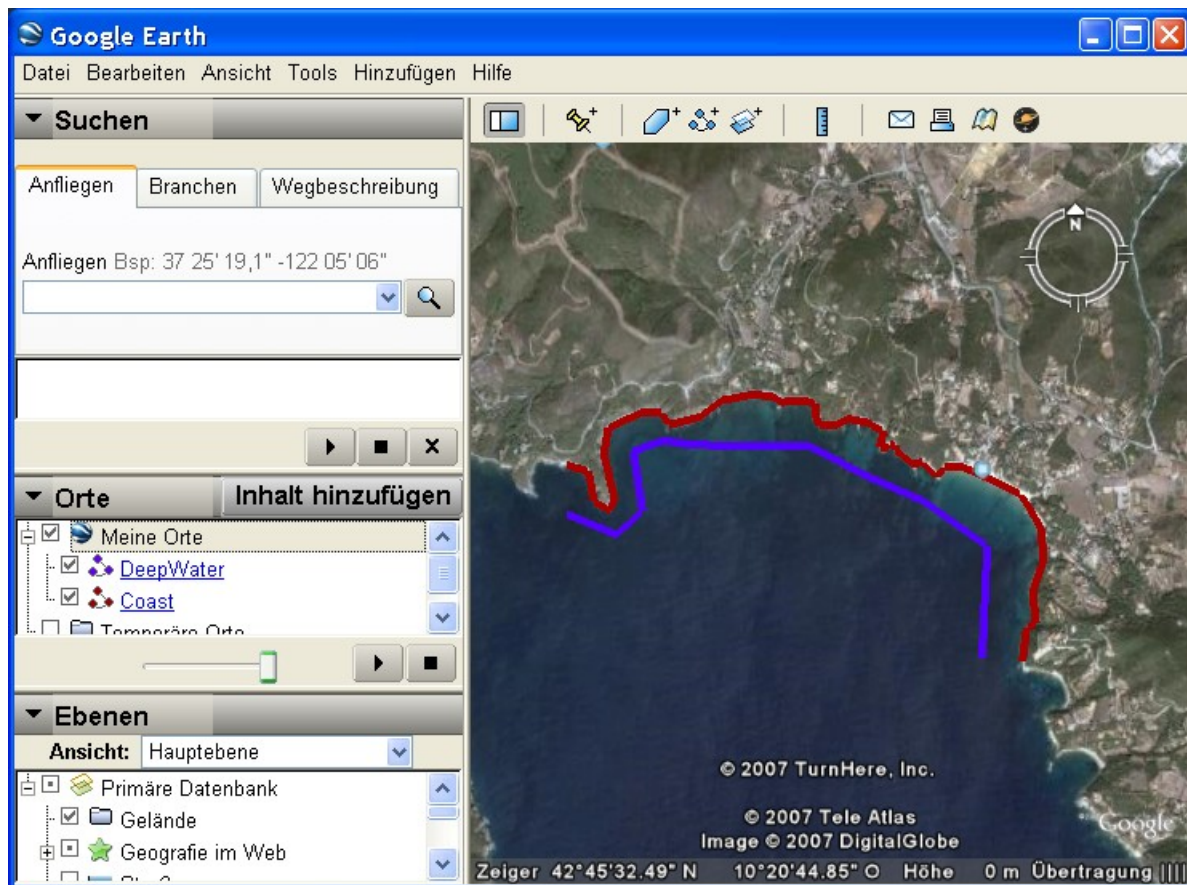 Google Earth
Datei Bearbeiten Ansicht Tools Hinzufügen Hilfe
Suchen
Anfliegen Branchen Wegbeschreibung
Anfliegen Bsp: 37 25' 19,1" -122 05' 06"
Orte Inhalt hinzufügen
Meine Orte
DeepWater
Coast
Temporäre Orte
Ebenen
Ansicht: Hauptebene
Primäre Datenbank
Gelände
Geografie im Web
N
© 2007 TurnHere, Inc.
© 2007 Tele Atlas
Image © 2007 DigitalGlobe
Google
Zeiger 42°45'32.49" N 10°20'44.85" O Höhe 0 m Übertragung